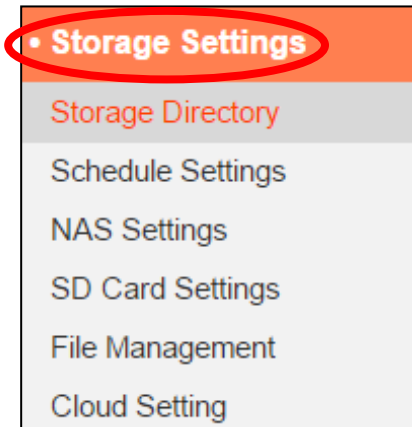 • Storage Settings
Storage Directory
Schedule Settings
NAS Settings
SD Card Settings
File Management
Cloud Setting